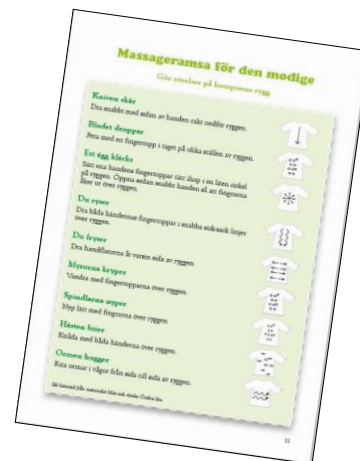 Massageramsa för den modige
Gör rörelser på kompisens rygg.
Kniven skär
Dra snabbt med sidan av handen rakt nedför ryggen.
Blodet droppar
Peta med en fingertopp i taget på olika ställen av ryggen.
Ett ägg kläcks
Sätt ena handens fingertoppar tätt ihop i en liten cirkel
på ryggen. Öppna sedan snabbt handen så att fingrarna
åker ut över ryggen.
Du ryser
Dra båda händernas fingertoppar i snabba sicksack linjer
över ryggen.
Du fryser
Dra handflatorna åt varsin sida av ryggen.
Myrorna kryper
Vandra med fingertopparna över ryggen.
Spindlarna nyper
Nyp lätt med fingrarna över ryggen.
Hästen biter
Knåda med båda händerna över ryggen.
Ormen hugger
Rita ormar i vågor från sida till sida av ryggen.
11